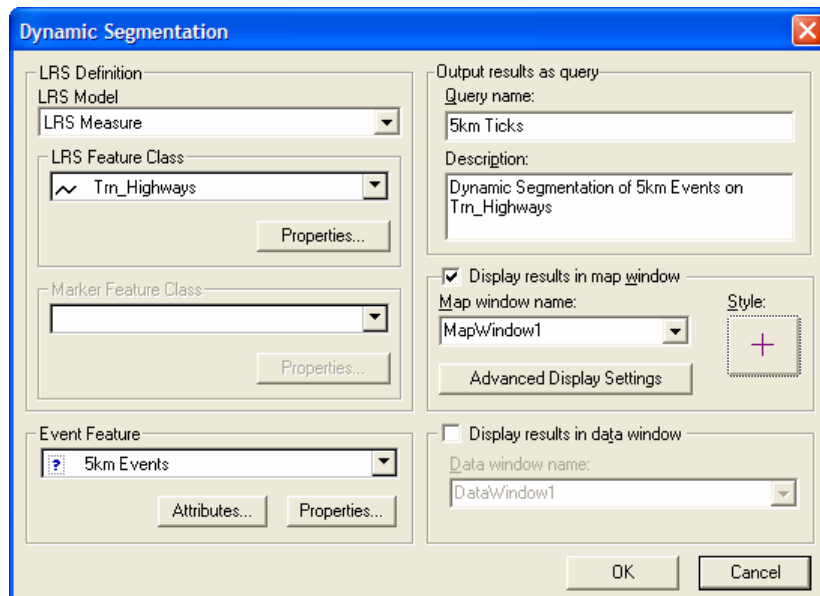 Dynamic Segmentation
LRS Definition
LRS Model
LRS Measure
LRS Feature Class
Trn_Highways
Properties...
Marker Feature Class
Properties...
Event Feature
? 5km Events
Attributes... Properties...
Output results as query
Query name:
5km Ticks
Description:
Dynamic Segmentation of 5km Events on
Trn_Highways
Display results in map window
Map window name: Style:
MapWindow1
Advanced Display Settings
Display results in data window
Data window name:
DataWindow1
OK Cancel